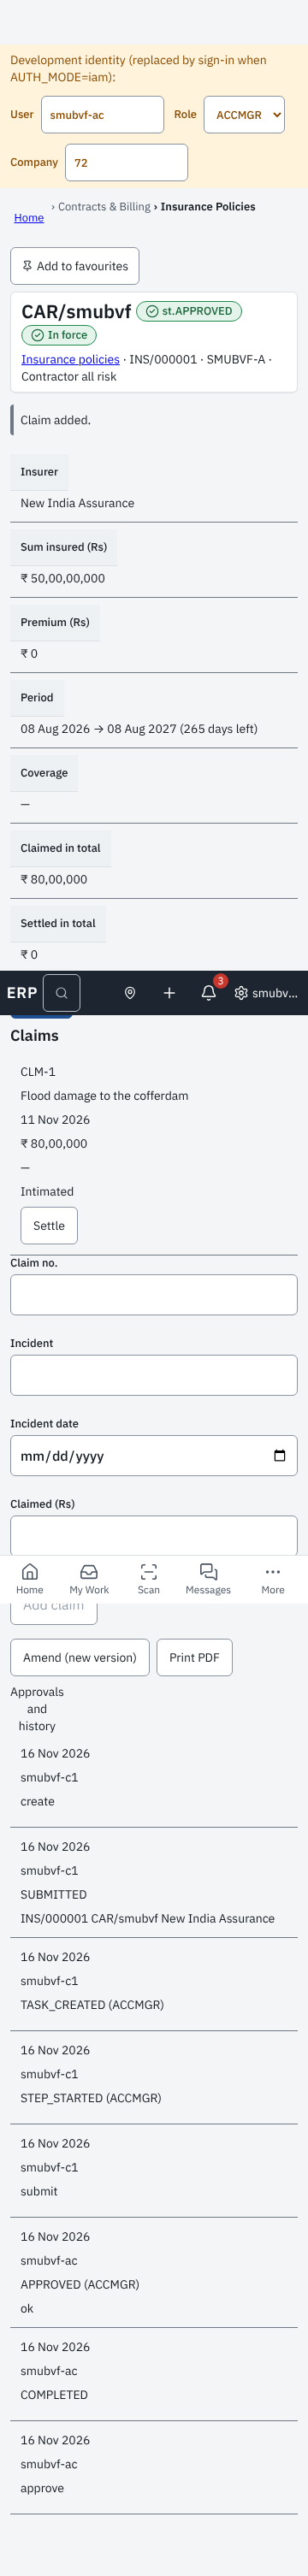 Development identity (replaced by sign-in when
AUTH_MODE=iam):
User smubvf-ac Role ACCMGR
Company 72
Home › Contracts & Billing › Insurance Policies
Add to favourites
CAR/smubvf st.APPROVED
In force
Insurance policies · INS/000001 · SMUBVF-A ·
Contractor all risk
Claim added.
Insurer
New India Assurance
Sum insured (Rs)
₹ 50,00,00,000
Premium (Rs)
₹ 0
Period
08 Aug 2026 → 08 Aug 2027 (265 days left)
Coverage
—
Claimed in total
₹ 80,00,000
Settled in total
₹ 0
ERP 3 smubv...
Claims
CLM-1
Flood damage to the cofferdam
11 Nov 2026
₹ 80,00,000
—
Intimated
Settle
Claim no.
Incident
Incident date
mm/dd/yyyy
Claimed (Rs)
Home My Work Scan Messages More
Add claim
Amend (new version) Print PDF
Approvals
and
history
16 Nov 2026
smubvf-c1
create
16 Nov 2026
smubvf-c1
SUBMITTED
INS/000001 CAR/smubvf New India Assurance
16 Nov 2026
smubvf-c1
TASK_CREATED (ACCMGR)
16 Nov 2026
smubvf-c1
STEP_STARTED (ACCMGR)
16 Nov 2026
smubvf-c1
submit
16 Nov 2026
smubvf-ac
APPROVED (ACCMGR)
ok
16 Nov 2026
smubvf-ac
COMPLETED
16 Nov 2026
smubvf-ac
approve